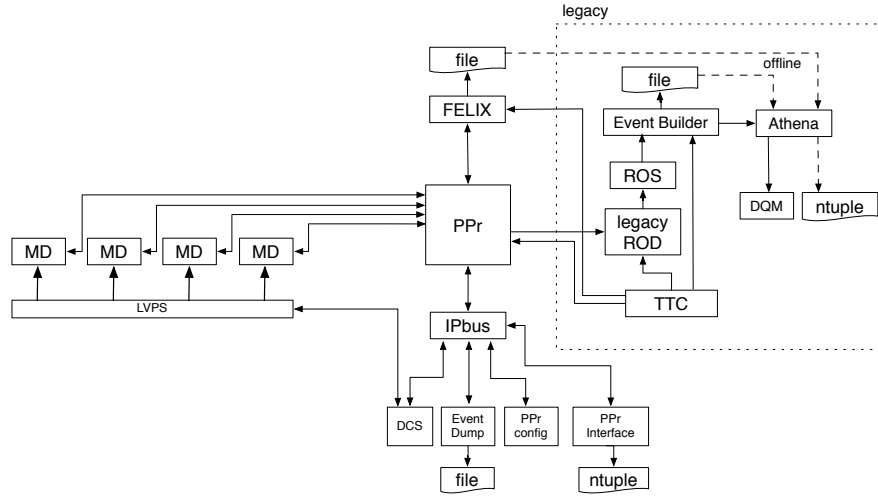 legacy
file
offline
file
FELIX
Event Builder
Athena
ROS
PPr
DQM
ntuple
legacy
ROD
MD
MD
MD
MD
TTC
LVPS
IPbus
DCS
Event
Dump
PPr
config
PPr
Interface
file
ntuple